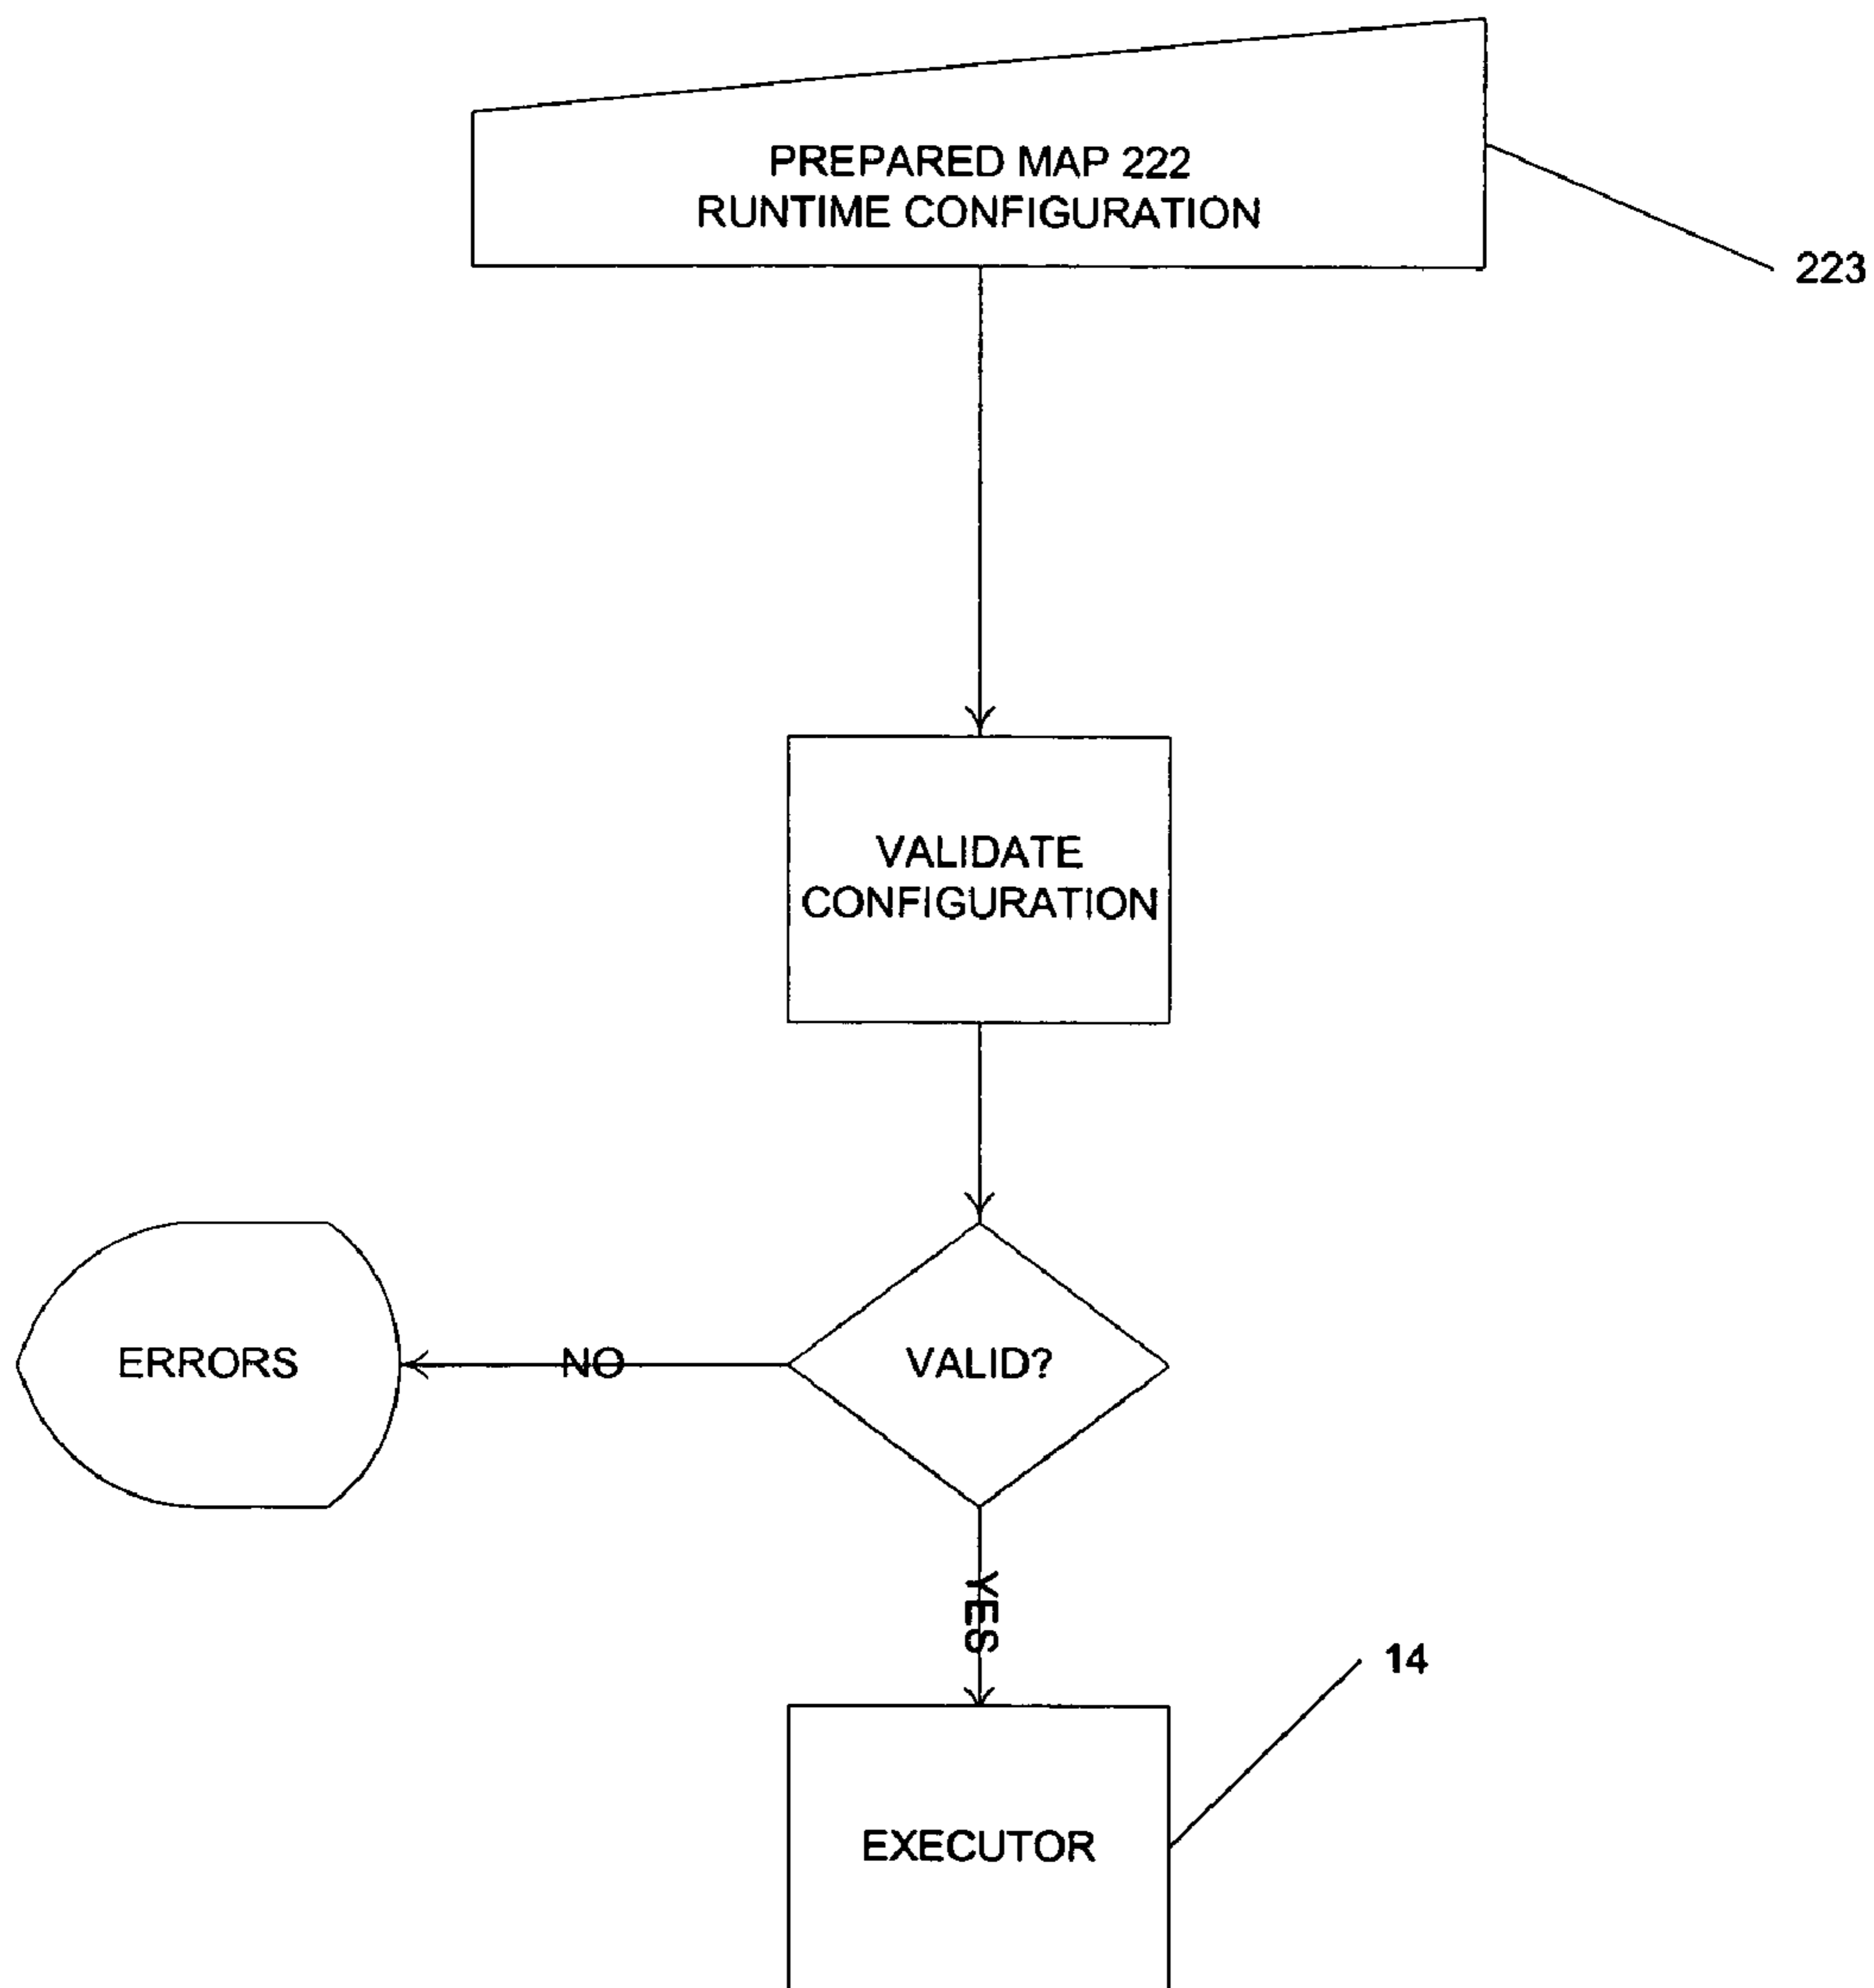 PREPARED MAP 222
RUNTIME CONFIGURATION
223
VALIDATE
CONFIGURATION
ERRORS
NO
VALID?
YES
14
EXECUTOR